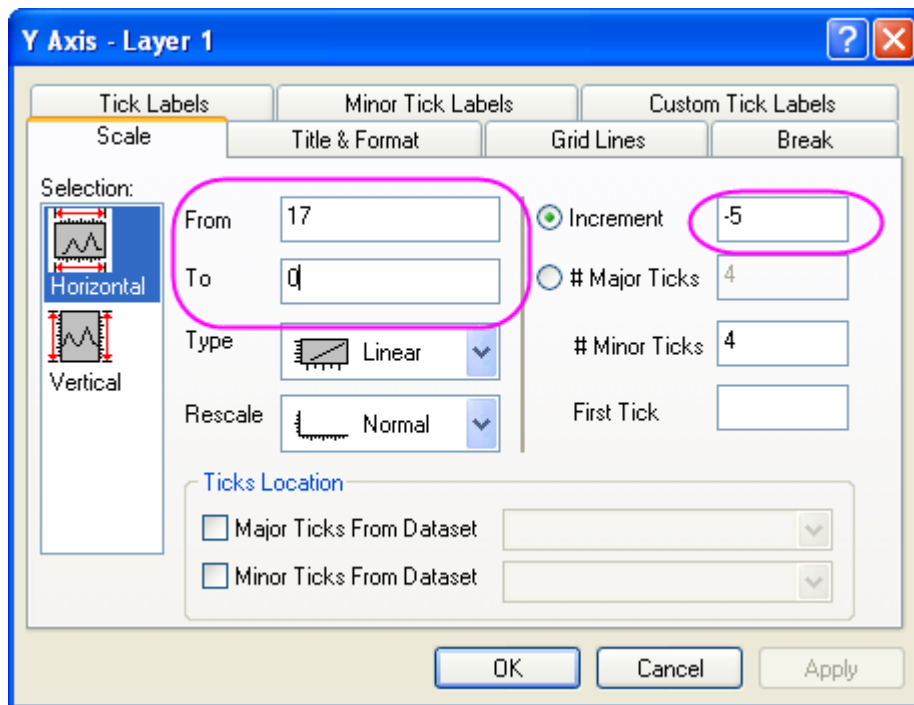 Y Axis - Layer 1
Tick Labels
Minor Tick Labels
Custom Tick Labels
Scale
Title & Format
Grid Lines
Break
Selection:
Horizontal
Vertical
From 17
To 0
Type Linear
Rescale Normal
Increment -5
# Major Ticks 4
# Minor Ticks 4
First Tick
Ticks Location
Major Ticks From Dataset
Minor Ticks From Dataset
OK
Cancel
Apply